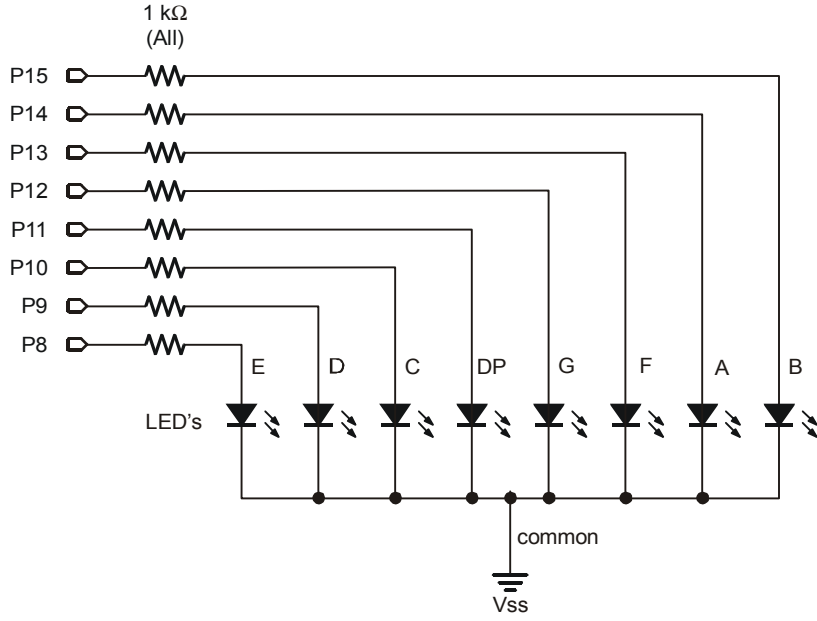 1 kΩ
(All)
P15
P14
P13
P12
P11
P10
P9
P8
E D C DP G F A B
LED's
common
Vss